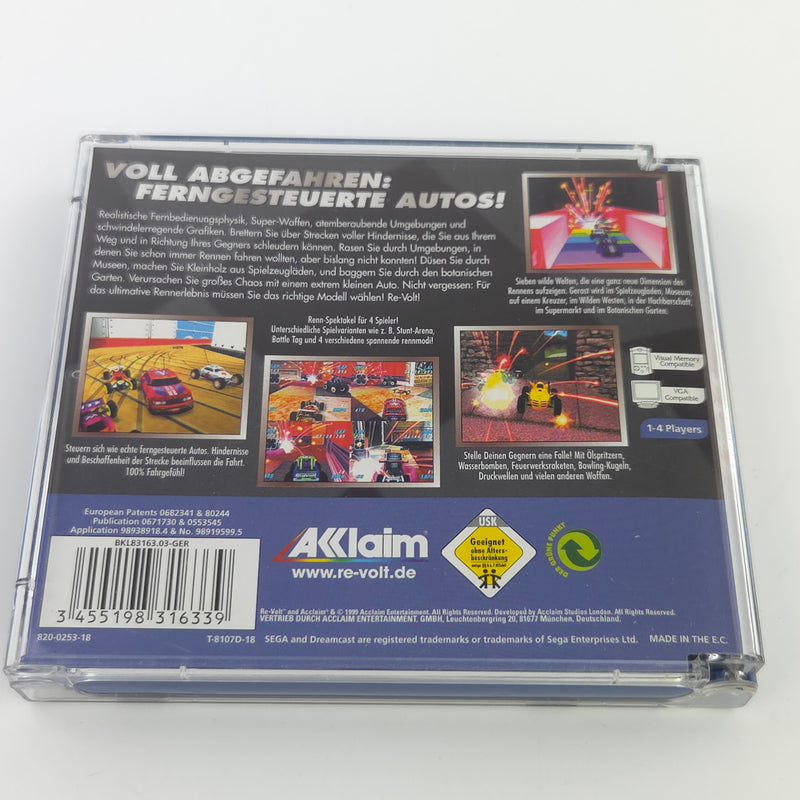 VOLL ABGEFAHREN:
FERNGESTEUERTE AUTOS!
Realistische Fernbedienungsphysik, Super-Waffen, atemberaubende Umgebungen und
schwindelerregende Grafiken. Brettern Sie über Strecken voller Hindernisse, die Sie aus Ihrem
Weg und in Richtung Ihres Gegners schleudern können. Rasen Sie durch Umgebungen, in
denen Sie schon immer Rennen fahren wollten, aber bislang nicht konnten! Düsen Sie durch
Museen, machen Sie Kleinholz aus Spielzeugläden, und baggern Sie durch den botanischen
Garten. Verursachen Sie großes Chaos mit einem extrem kleinen Auto. Nicht vergessen: Für
das ultimative Rennerlebnis müssen Sie das richtige Modell wählen! Re-Volt!
Sieben wilde Welten, die eine ganz neue Dimension des
Rennens aufzeigen. Gerast wird im Spielzeugladen, Museum,
auf einem Kreuzer, im Wilden Westen, in der Nachbarschaft,
im Supermarkt und im Botanischen Garten.
Renn-Spektakel für 4 Spieler!
Unterschiedliche Spielvarianten wie z. B. Stunt-Arena,
Battle Tag und 4 verschiedene spannende rennmodi!
Steuern sich wie echte ferngesteuerte Autos. Hindernisse
und Beschaffenheit der Strecke beeinflussen die Fahrt.
100% Fahrgefühl!
Stelle Deinen Gegnern eine Falle! Mit Ölspritzern,
Wasserbomben, Feuerwerksraketen, Bowling-Kugeln,
Druckwellen und vielen anderen Waffen.
Visual Memory
Compatible
VGA
Compatible
1-4 Players
European Patents 0682341 & 80244
Publication 0671730 & 0553545
Application 98938918.4 & No. 98919599.5
BKL83163.03-GER
3 455198 316339
AKKlaim
www.re-volt.de
USK
Geeignet
ohne Alters-
beschränkung
DER GRÜNE PUNKT
Re-Volt and Acclaim ® & © 1999 Acclaim Entertainment. All Rights Reserved. Developed by Acclaim Studios London. All Rights Reserved.
VERTRIEB DURCH ACCLAIM ENTERTAINMENT, GMBH, Leuchtenbergring 20, 81677 München, Deutschland.
820-0253-18
T-8107D-18
SEGA and Dreamcast are registered trademarks or trademarks of Sega Enterprises Ltd.
MADE IN THE E.C.